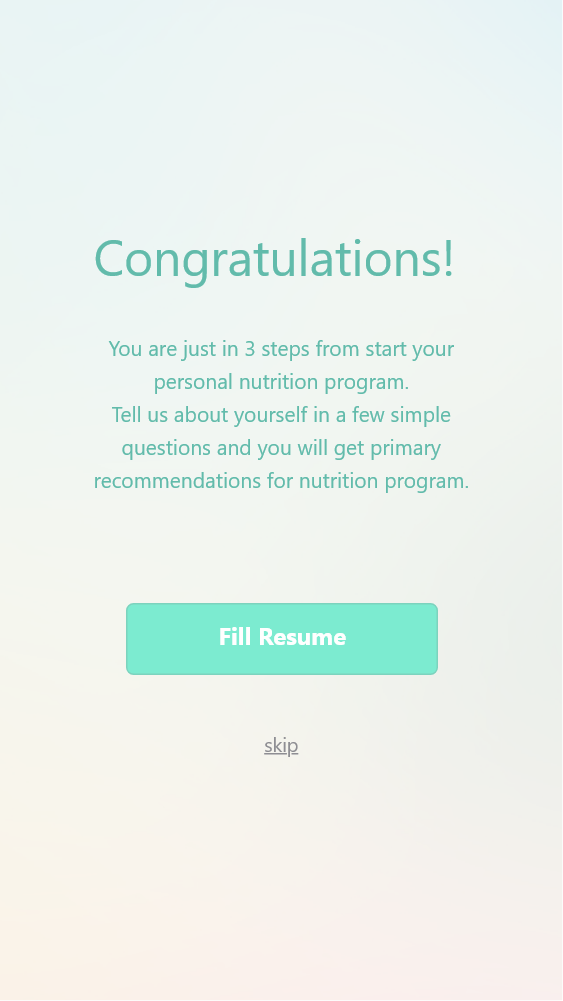 Congratulations!
You are just in 3 steps from start your
personal nutrition program.
Tell us about yourself in a few simple
questions and you will get primary
recommendations for nutrition program.
Fill Resume
skip